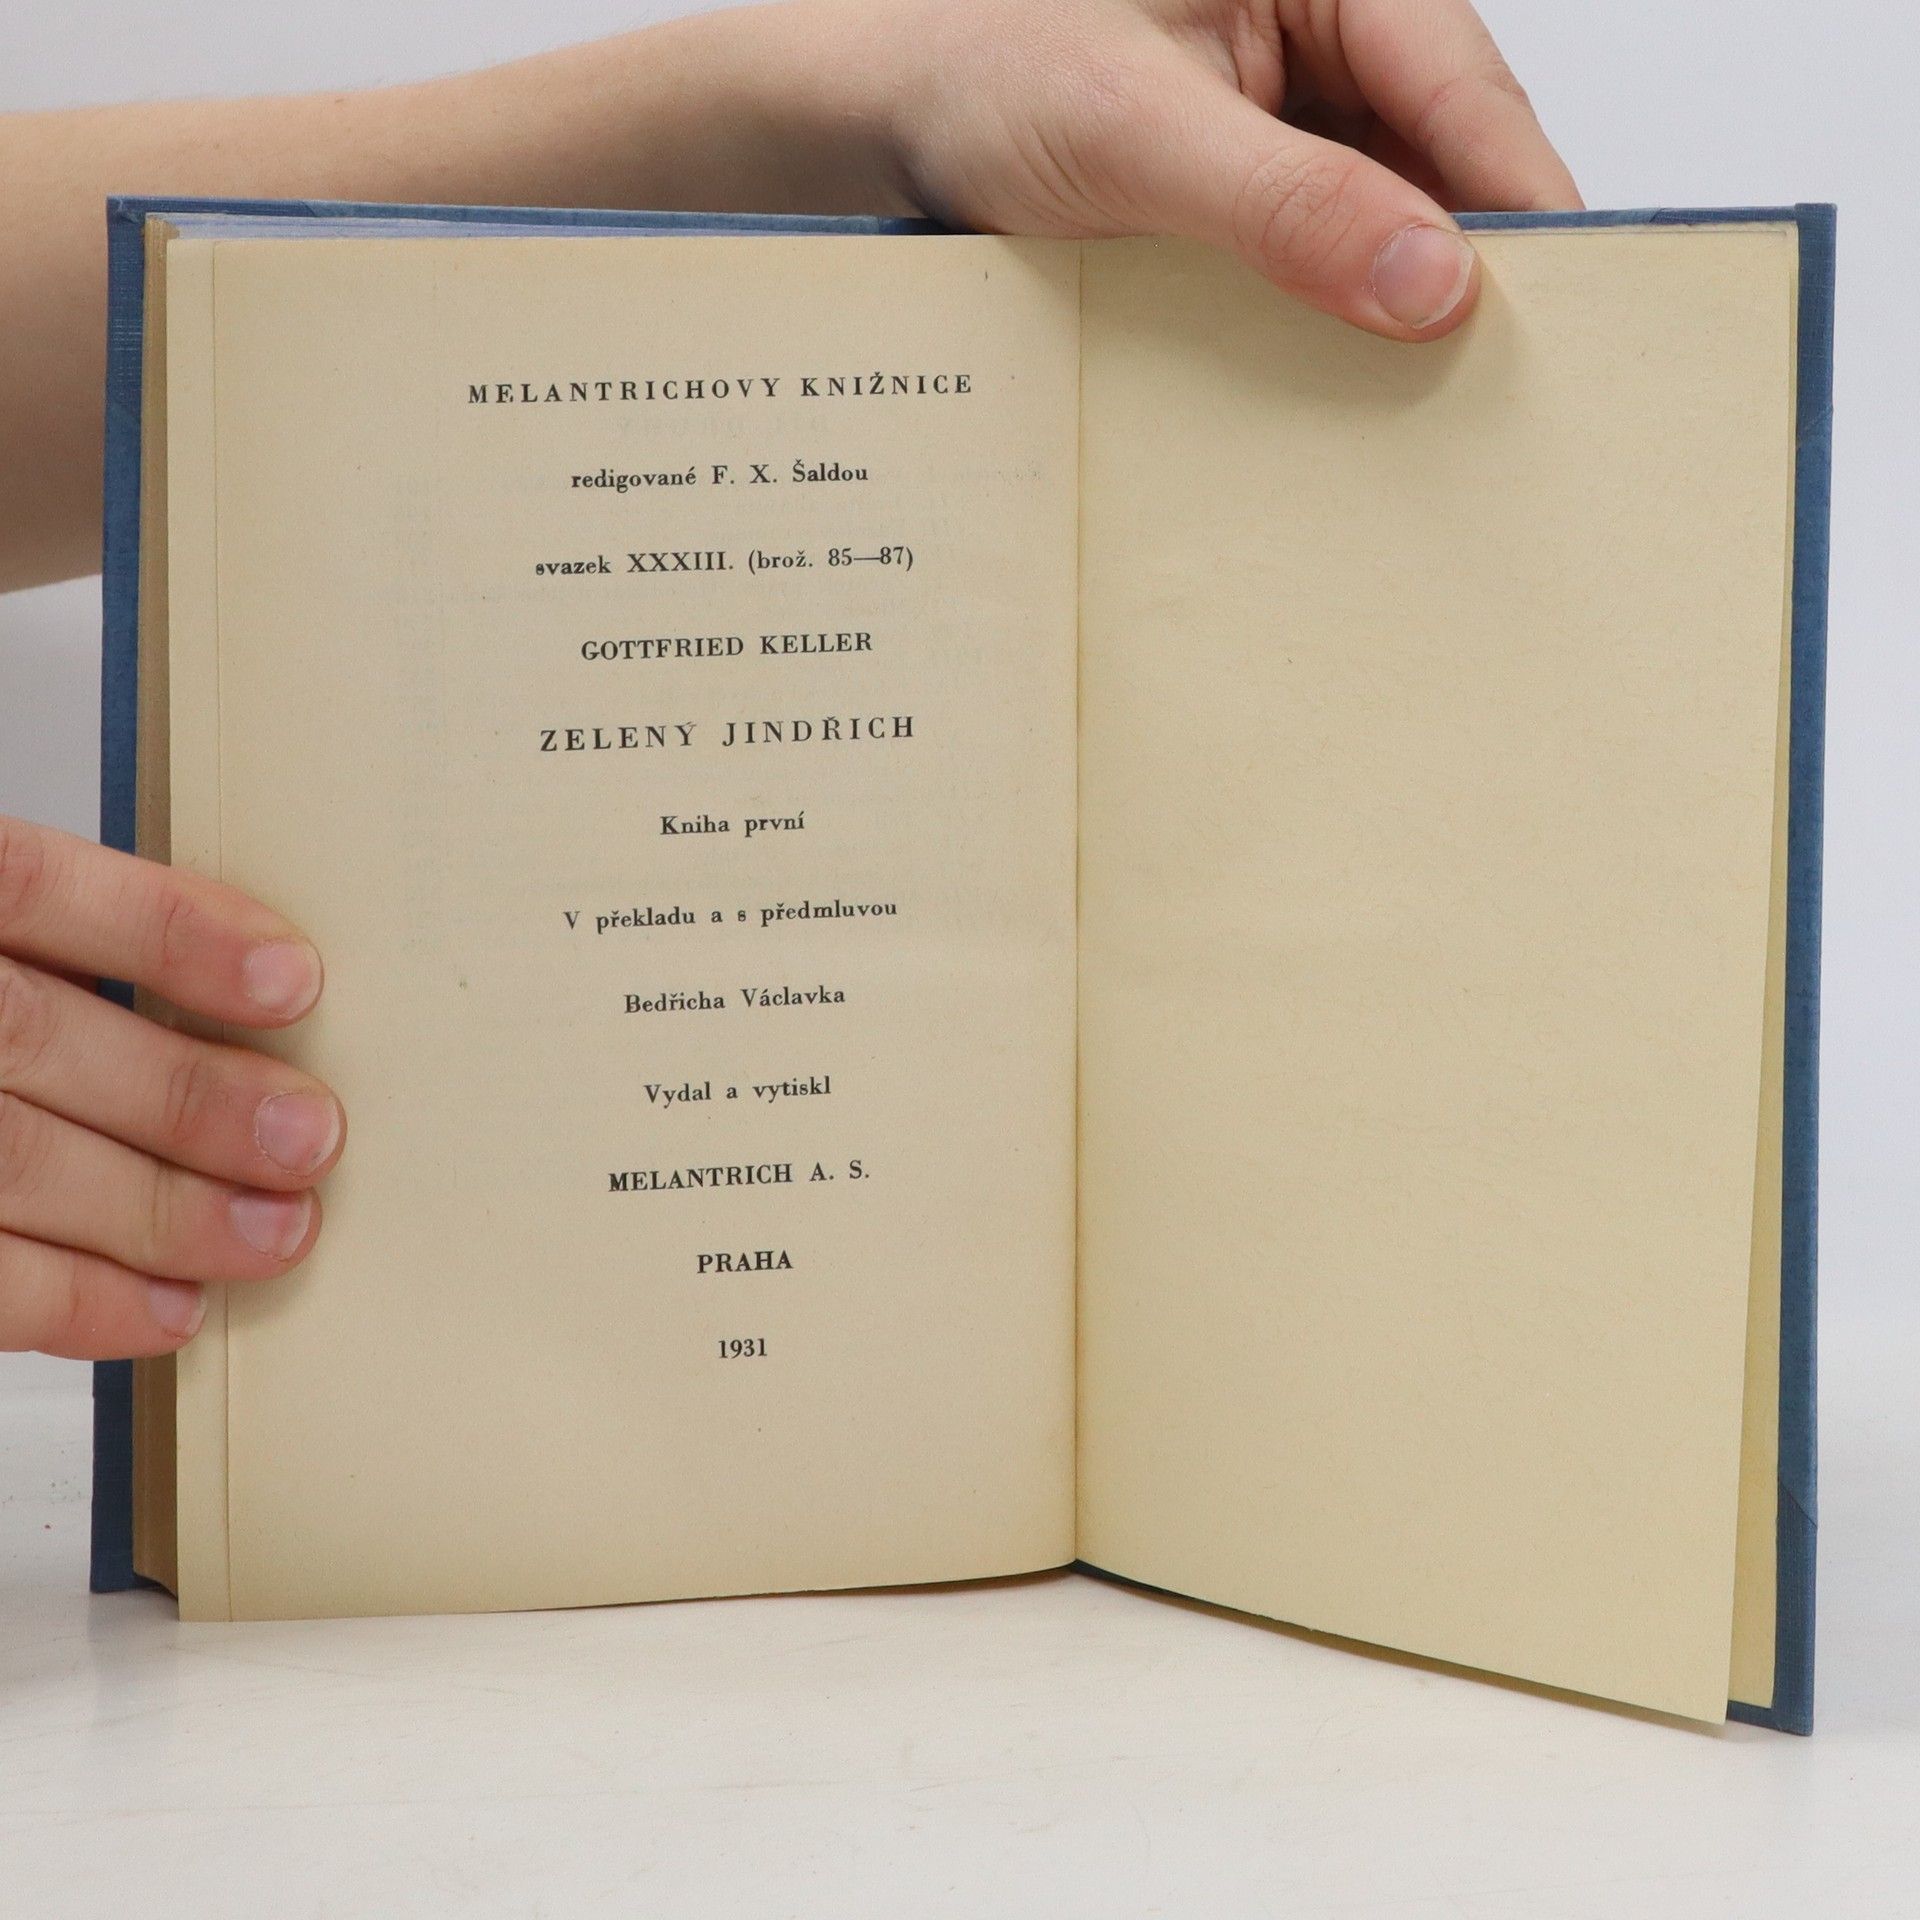 MELANTRICHOVY KNIŽNICE
redigované F. X. Šaldou
svazek XXXIII. (brož. 85—87)
GOTTFRIED KELLER
ZELENÝ JINDŘICH
Kniha první
V překladu a s předmluvou
Bedřicha Václavka
Vydal a vytiskl
MELANTRICH A. S.
PRAHA
1931